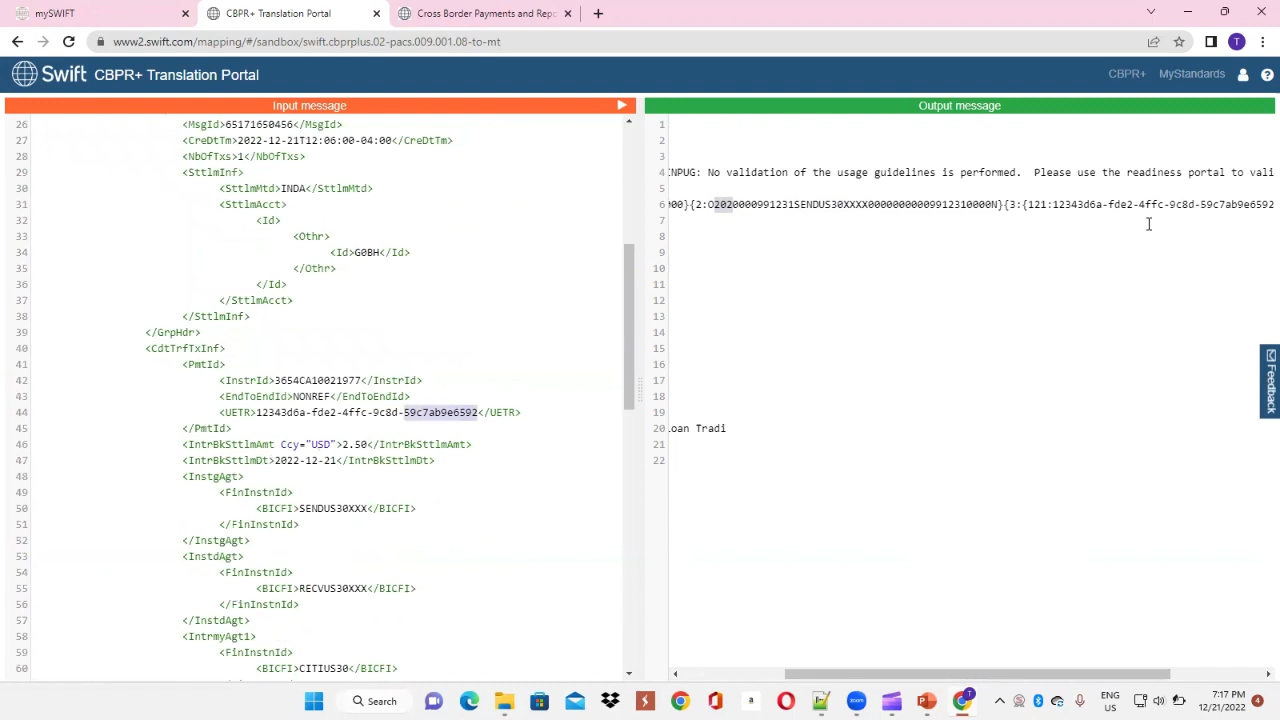 mySWIFT
CBPR+ Translation Portal
Cross Border Payments and Repo
www2.swift.com/mapping/#/sandbox/swift.cbprplus.02-pacs.009.001.08-to-mt
T
Swift CBPR+ Translation Portal
CBPR+ MyStandards
Input message
Output message
26 <MsgId>65171650456</MsgId>
27 <CreDtTm>2022-12-21T12:06:00-04:00</CreDtTm>
28 <NbOfTxs>1</NbOfTxs>
29 <SttlmInf>
30 <SttlmMtd>INDA</SttlmMtd>
31 <SttlmAcct>
32 <Id>
33 <Othr>
34 <Id>G0BH</Id>
35 </Othr>
36 </Id>
37 </SttlmAcct>
38 </SttlmInf>
39 </GrpHdr>
40 <CdtTrfTxInf>
41 <PmtId>
42 <InstrId>3654CA10021977</InstrId>
43 <EndToEndId>NONREF</EndToEndId>
44 <UETR>12343d6a-fde2-4ffc-9c8d-59c7ab9e6592</UETR>
45 </PmtId>
46 <IntrBkSttlmAmt Ccy="USD">2.50</IntrBkSttlmAmt>
47 <IntrBkSttlmDt>2022-12-21</IntrBkSttlmDt>
48 <InstgAgt>
49 <FinInstnId>
50 <BICFI>SENDUS30XXX</BICFI>
51 </FinInstnId>
52 </InstgAgt>
53 <InstdAgt>
54 <FinInstnId>
55 <BICFI>RECVUS30XXX</BICFI>
56 </FinInstnId>
57 </InstdAgt>
58 <IntrmyAgt1>
59 <FinInstnId>
60 <BICFI>CITIUS30</BICFI>
1
2
3
4 NPUG: No validation of the usage guidelines is performed. Please use the readiness portal to vali
5
6 000}{2:O2020000991231SENDUS30XXXX00000000009912310000N}{3:{121:12343d6a-fde2-4ffc-9c8d-59c7ab9e6592
7
8
9
10
11
12
13
14
15
16
17
18
19
20 oan Tradi
21
22
Feedback
Search
ENG
US
7:17 PM
12/21/2022
4